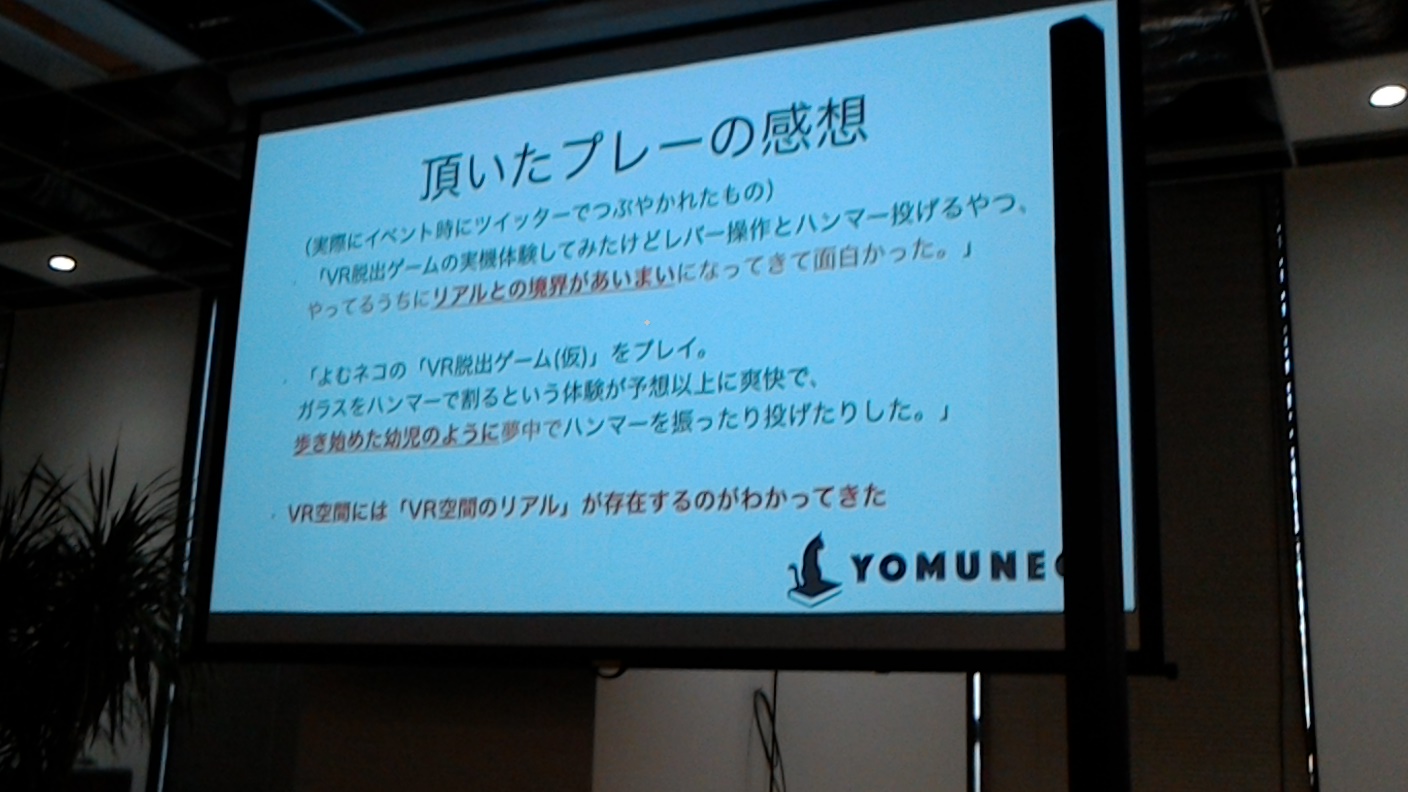 頂いたプレーの感想
(実際にイベント時にツイッターでつぶやかれたもの)
「VR脱出ゲームの実機体験してみたけどレバー操作とハンマー投げるやつ、
やってるうちにリアルとの境界があいまいになってきて面白かった。」
「よむネコの「VR脱出ゲーム(仮)」をプレイ。
ガラスをハンマーで割るという体験が予想以上に爽快で、
歩き始めた幼児のように夢中でハンマーを振ったり投げたりした。」
VR空間には「VR空間のリアル」が存在するのがわかってきた
YOMUNE